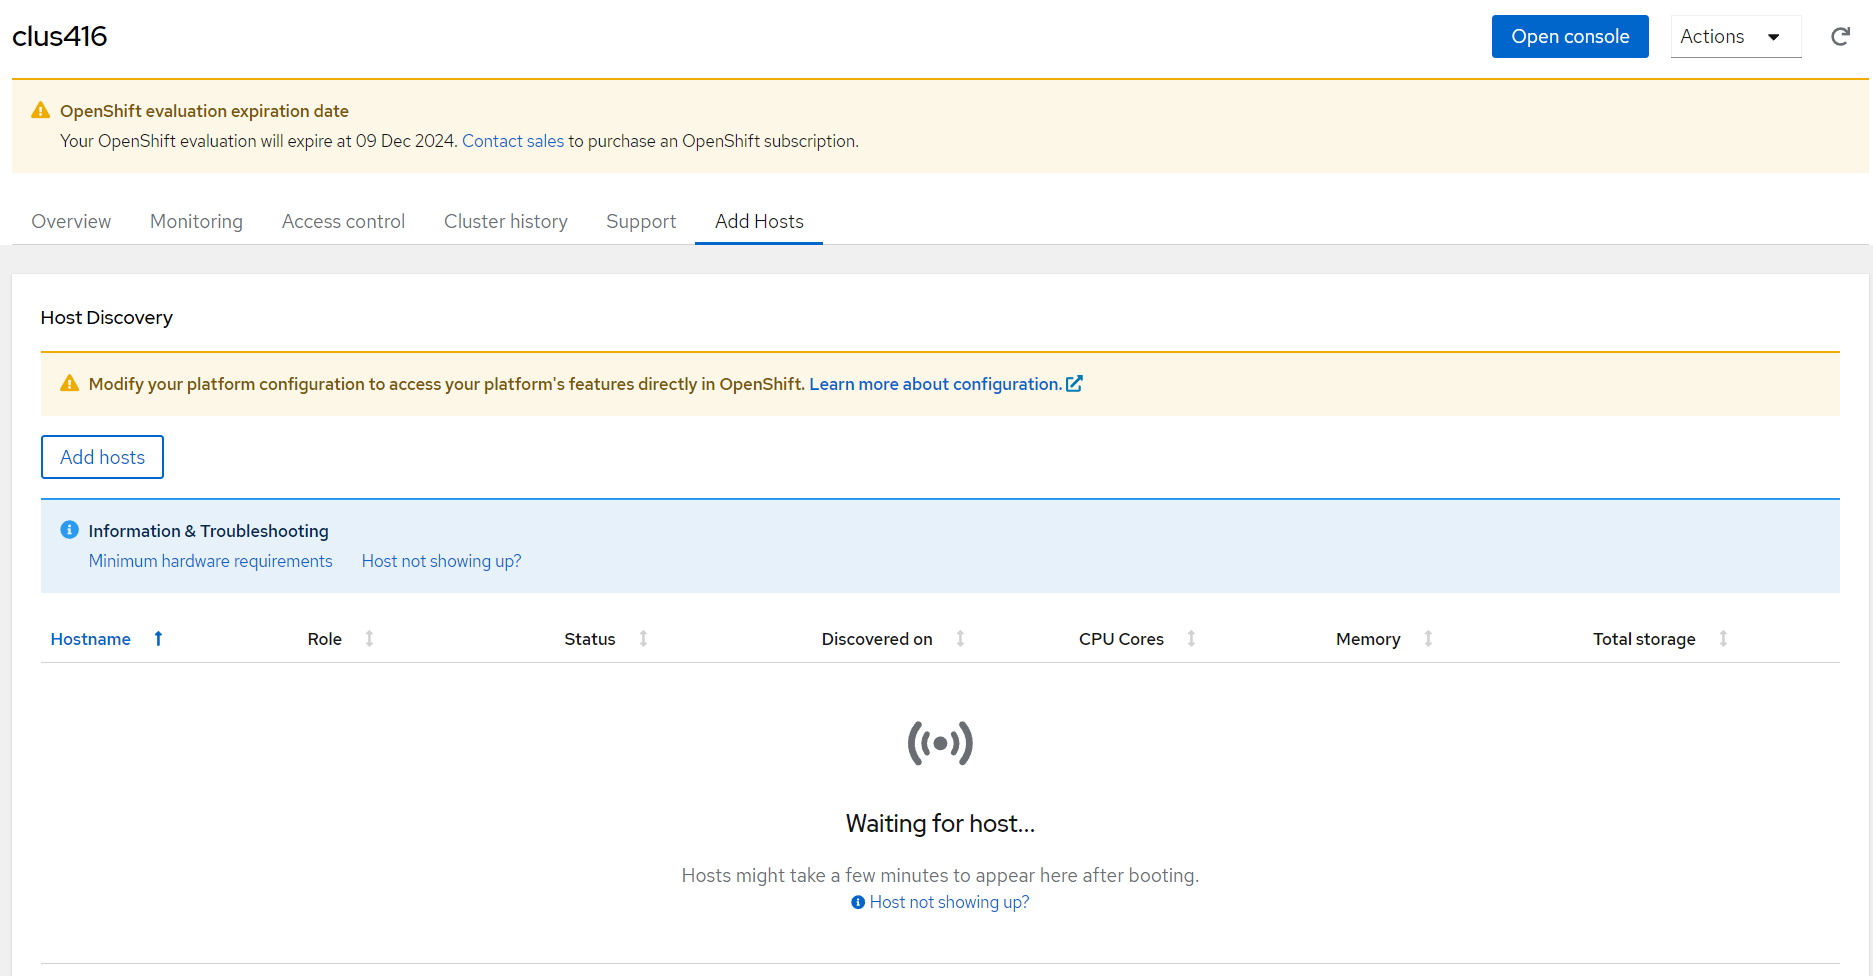 clus416
Open console
Actions
OpenShift evaluation expiration date
Your OpenShift evaluation will expire at 09 Dec 2024. Contact sales to purchase an OpenShift subscription.
Overview Monitoring Access control Cluster history Support Add Hosts
Host Discovery
Modify your platform configuration to access your platform's features directly in OpenShift. Learn more about configuration.
Add hosts
Information & Troubleshooting
Minimum hardware requirements Host not showing up?
Hostname Role Status Discovered on CPU Cores Memory Total storage
Waiting for host...
Hosts might take a few minutes to appear here after booting.
Host not showing up?